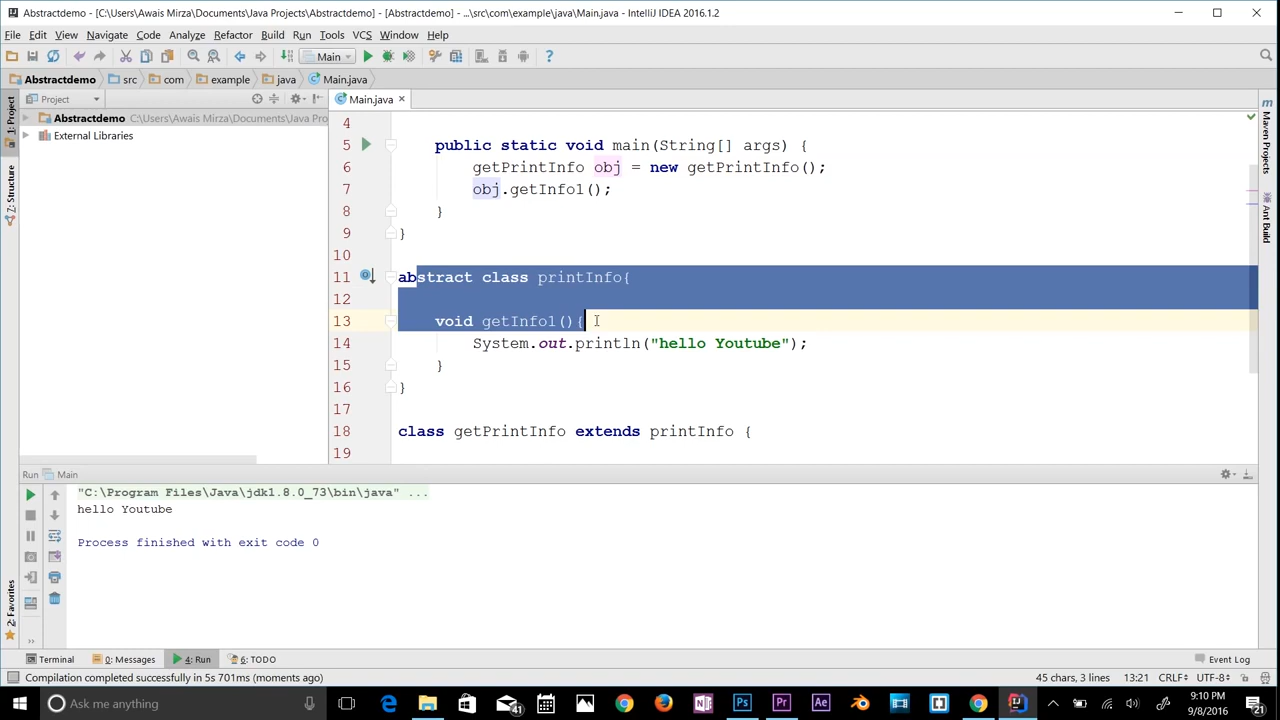 Abstractdemo - [C:\Users\Awais Mirza\Documents\Java Projects\Abstractdemo] - [Abstractdemo] - ...\src\com\example\java\Main.java - IntelliJ IDEA 2016.1.2
File Edit View Navigate Code Analyze Refactor Build Run Tools VCS Window Help
Main
Abstractdemo src com example java Main.java
Project
Main.java
1: Project
Abstractdemo C:\Users\Awais Mirza\Documents\Java Pro
External Libraries
Z: Structure
Maven Projects
Ant Build
4
5 public static void main(String[] args) {
6 getPrintInfo obj = new getPrintInfo();
7 obj.getInfo1();
8 }
9 }
10
11 abstract class printInfo{
12
13 void getInfo1(){
14 System.out.println("hello Youtube");
15 }
16 }
17
18 class getPrintInfo extends printInfo {
19
Run Main
"C:\Program Files\Java\jdk1.8.0_73\bin\java" ...
hello Youtube
Process finished with exit code 0
2: Favorites
Terminal 0: Messages 4: Run 6: TODO Event Log
Compilation completed successfully in 5s 701ms (moments ago) 45 chars, 3 lines 13:21 CRLF UTF-8
Ask me anything
41
9:10 PM
9/8/2016
21